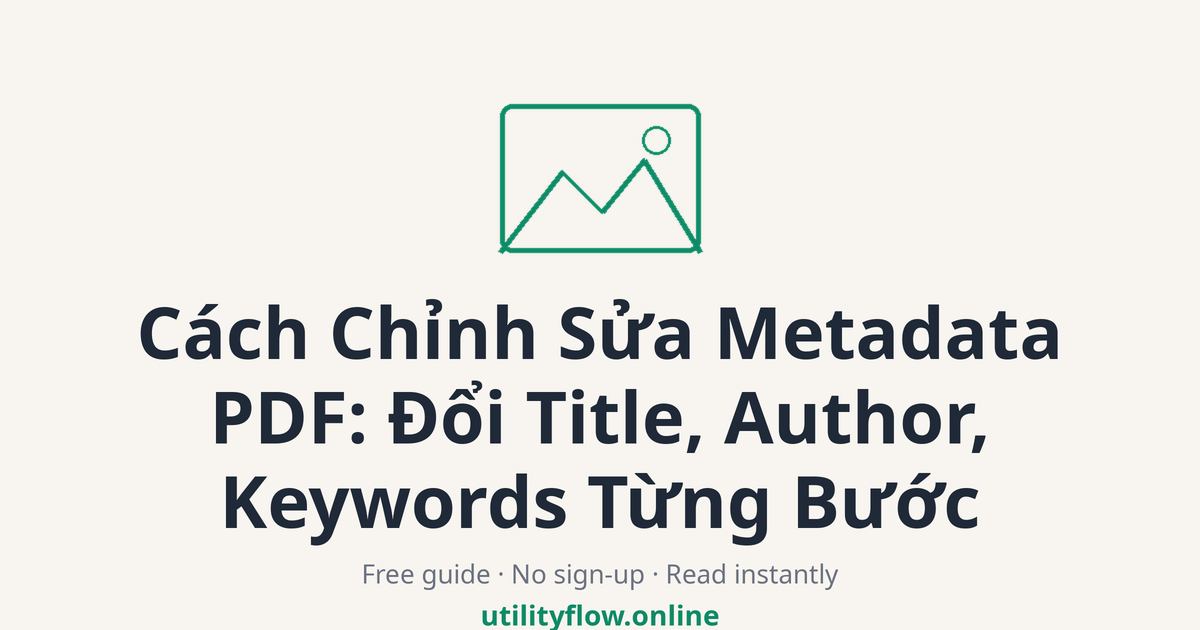 Cách Chỉnh Sửa Metadata
PDF: Đổi Title, Author,
Keywords Từng Bước
Free guide · No sign-up · Read instantly
utilityflow.online